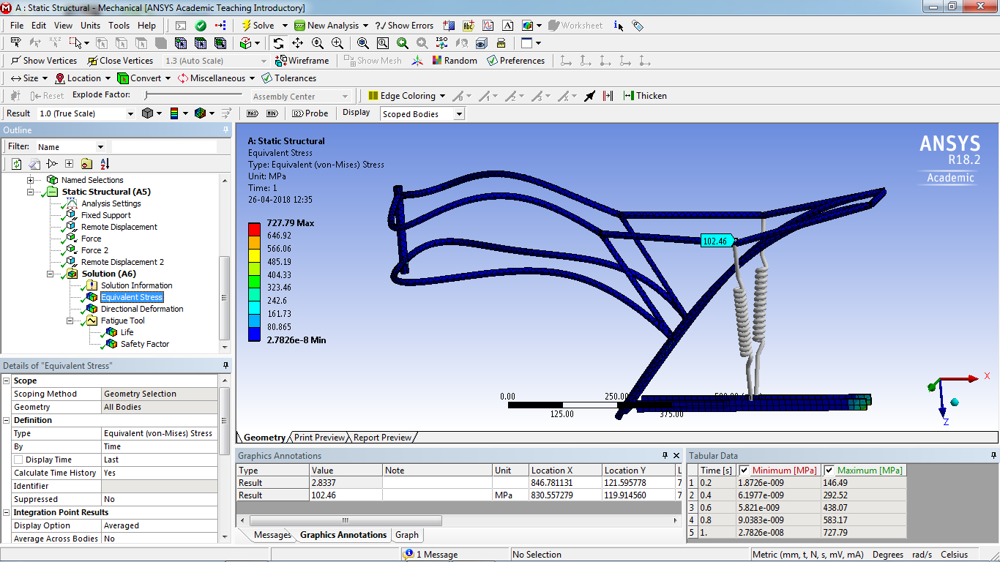 A : Static Structural - Mechanical [ANSYS Academic Teaching Introductory]
File Edit View Units Tools Help Solve New Analysis ?/ Show Errors Worksheet
Show Vertices Close Vertices 1.3 (Auto Scale) Wireframe Show Mesh Random Preferences
Size Location Convert Miscellaneous Tolerances
Reset Explode Factor: Assembly Center Edge Coloring Thicken
Result 1.0 (True Scale) MAX MIN 123 Probe Display Scoped Bodies
Outline
Filter: Name
Named Selections
Static Structural (A5)
Analysis Settings
Fixed Support
Remote Displacement
Force
Force 2
Remote Displacement 2
Solution (A6)
Solution Information
Equivalent Stress
Directional Deformation
Fatigue Tool
Life
Safety Factor
Details of "Equivalent Stress"
Scope
Scoping Method Geometry Selection
Geometry All Bodies
Definition
Type Equivalent (von-Mises) Stress
By Time
Display Time Last
Calculate Time History Yes
Identifier
Suppressed No
Integration Point Results
Display Option Averaged
Average Across Bodies No
A: Static Structural
Equivalent Stress
Type: Equivalent (von-Mises) Stress
Unit: MPa
Time: 1
26-04-2018 12:35
727.79 Max
646.92
566.06
485.19
404.33
323.46
242.6
161.73
80.865
2.7826e-8 Min
ANSYS
R18.2
Academic
102.46
0.00 250.00
125.00 375.00
X
Z
Geometry Print Preview Report Preview
Graphics Annotations
Type Value Note Unit Location X Location Y L
Result 2.8337 846.781131 121.595778 7
Result 102.46 MPa 830.557279 119.914560 7
Messages Graphics Annotations Graph
Tabular Data
Time [s] Minimum [MPa] Maximum [MPa]
1 0.2 1.8726e-009 146.49
2 0.4 6.1977e-009 292.52
3 0.6 5.821e-009 438.07
4 0.8 9.0383e-009 583.17
5 1. 2.7826e-008 727.79
1 Message No Selection Metric (mm, t, N, s, mV, mA) Degrees rad/s Celsius